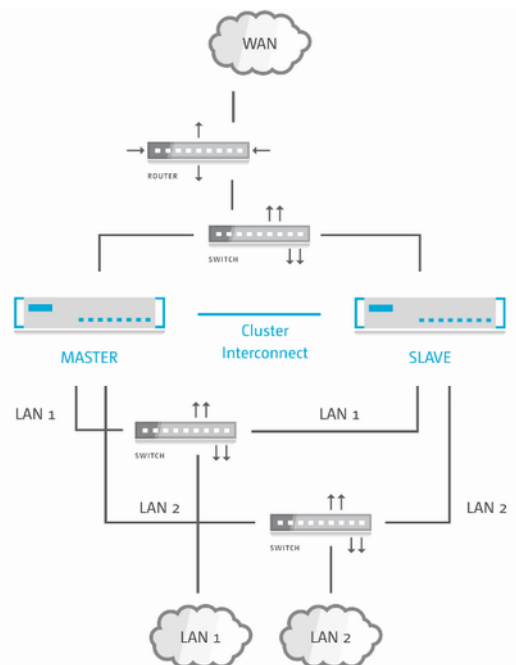 WAN
ROUTER
SWITCH
Cluster
Interconnect
MASTER
SLAVE
LAN 1
LAN 1
SWITCH
LAN 2
LAN 2
SWITCH
LAN 1
LAN 2